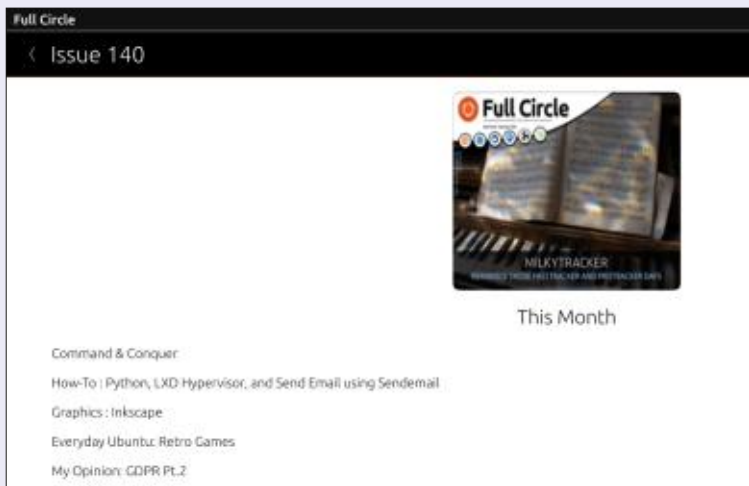 Full Circle
Issue 140
Full Circle
MILKYTRACKER
This Month
Command & Conquer
How-To : Python, LXD Hypervisor, and Send Email using Sendemail
Graphics : Inkscape
Everyday Ubuntu: Retro Games
My Opinion: GDPR Pt.2